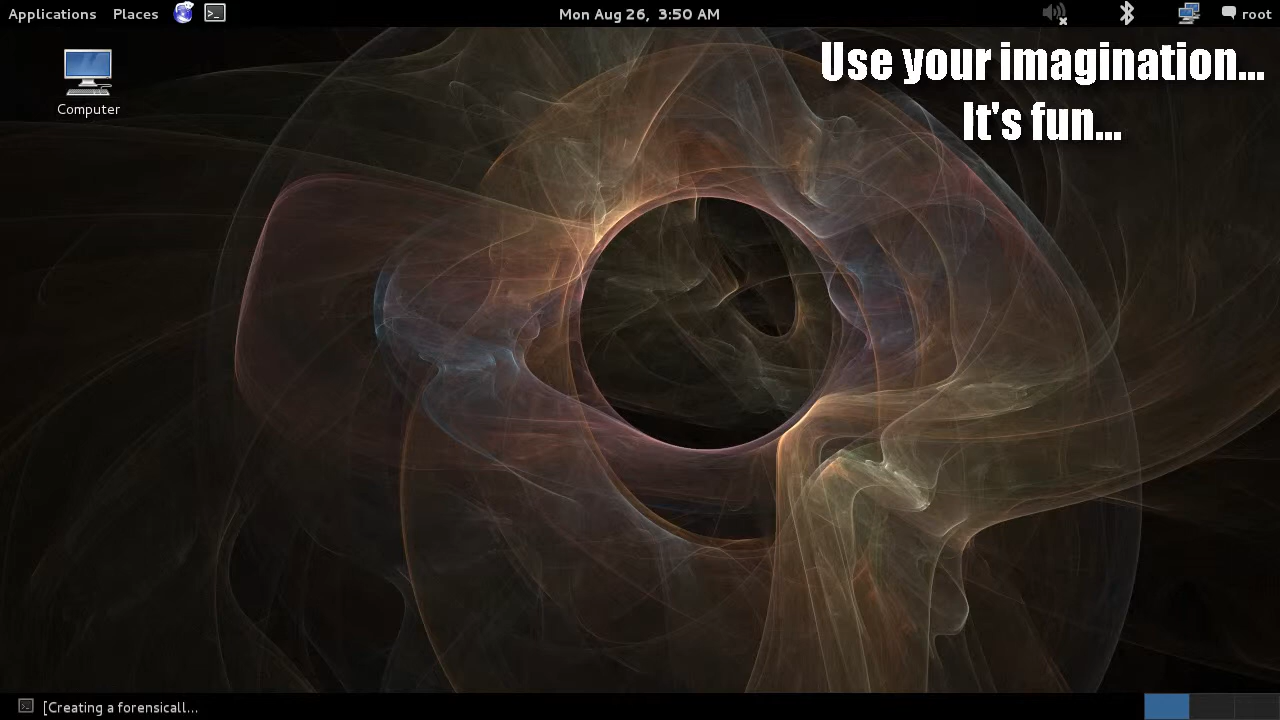 Applications Places Mon Aug 26, 3:50 AM root
Use your imagination...
It's fun...
Computer
[Creating a forensicall...